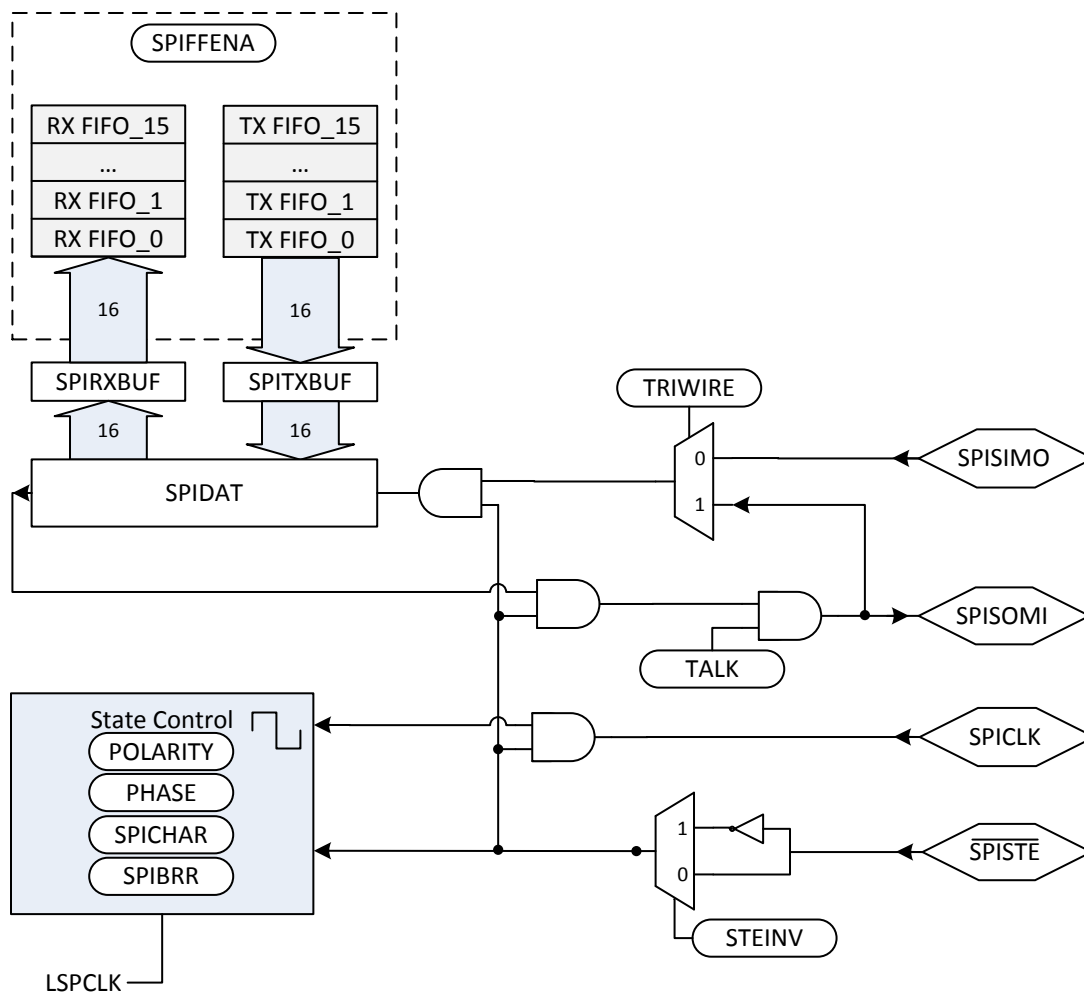 SPIFFENA
RX FIFO_15
...
RX FIFO_1
RX FIFO_0
TX FIFO_15
...
TX FIFO_1
TX FIFO_0
16
16
SPIRXBUF
SPITXBUF
16
16
SPIDAT
TRIWIRE
0
1
SPISIMO
SPISOMI
TALK
State Control
POLARITY
PHASE
SPICHAR
SPIBRR
SPICLK
1
0
SPISTE
STEINV
LSPCLK